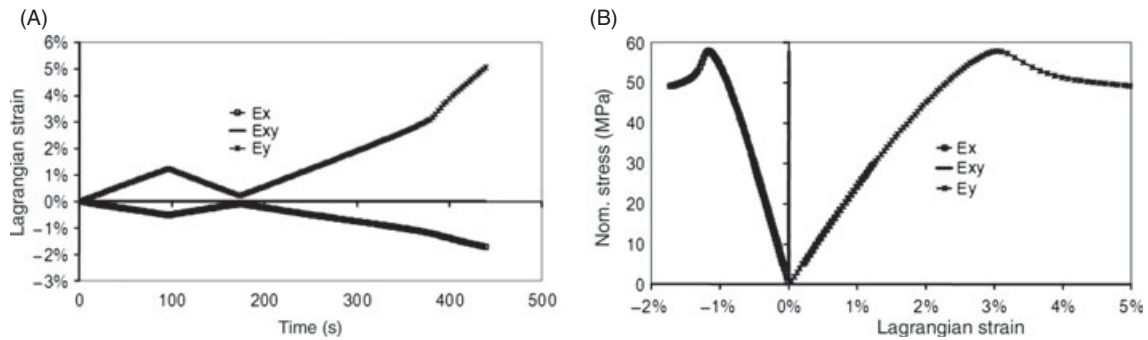 (A)
Lagrangian strain
6%
5%
4%
3%
2%
1%
0%
−1%
−2%
−3%
Ex
Exy
Ey
0 100 200 300 400 500
Time (s)
(B)
Nom. stress (MPa)
60
50
40
30
20
10
0
Ex
Exy
Ey
−2% −1% 0% 1% 2% 3% 4% 5%
Lagrangian strain